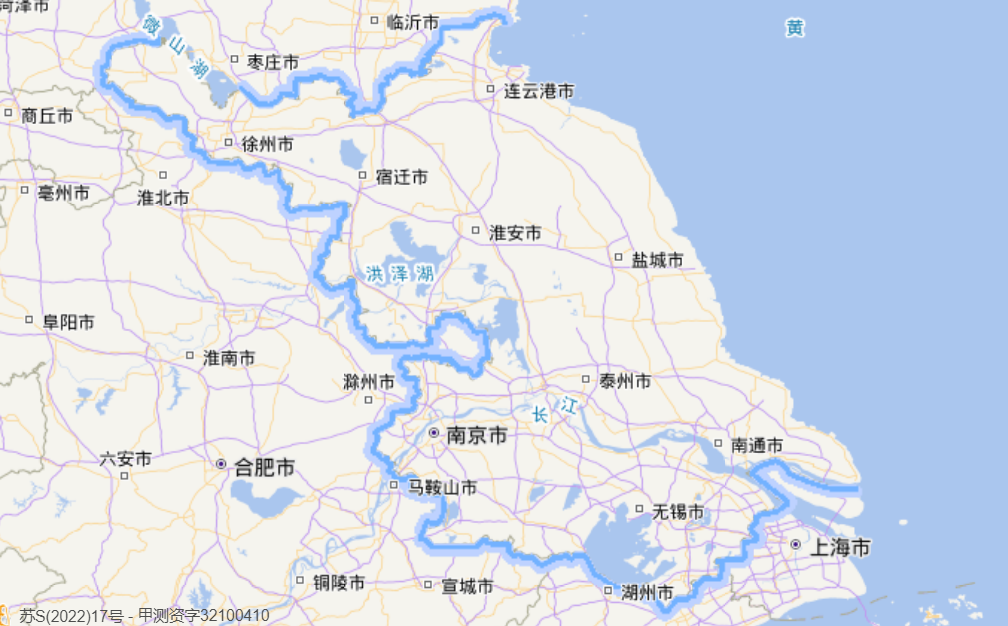 菏泽市
临沂市
黄
微山湖
枣庄市
连云港市
商丘市
徐州市
宿迁市
亳州市
淮北市
淮安市
盐城市
洪泽湖
阜阳市
淮南市
滁州市
泰州市
长江
南京市
南通市
六安市
合肥市
马鞍山市
无锡市
上海市
铜陵市
宣城市
湖州市
苏S(2022)17号 - 甲测资字32100410